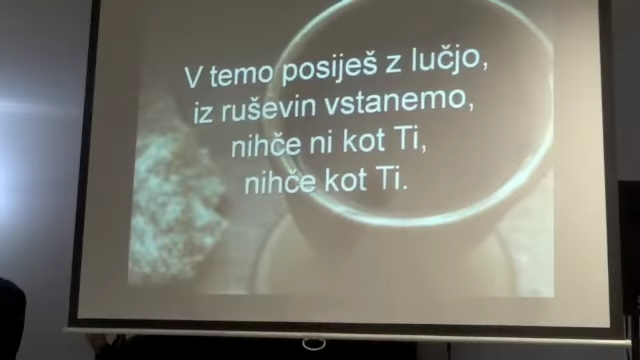 V temo posiješ z lučjo,
iz ruševin vstanemo,
nihče ni kot Ti,
nihče kot Ti.